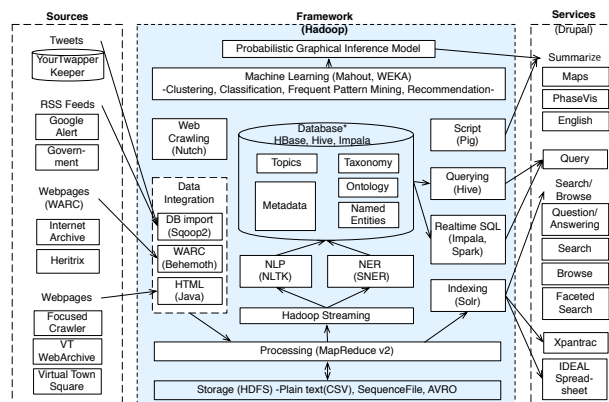 Sources
Tweets
YourTwapper
Keeper
RSS Feeds
Google
Alert
Govern-
ment
Webpages
(WARC)
Internet
Archive
Heritrix
Webpages
Focused
Crawler
VT
WebArchive
Virtual Town
Square
Framework
(Hadoop)
Probabilistic Graphical Inference Model
Machine Learning (Mahout, WEKA)
-Clustering, Classification, Frequent Pattern Mining, Recommendation-
Web
Crawling
(Nutch)
Data
Integration
DB import
(Sqoop2)
WARC
(Behemoth)
HTML
(Java)
Database*
HBase, Hive, Impala
Topics
Taxonomy
Metadata
Ontology
Named
Entities
NLP
(NLTK)
NER
(SNER)
Hadoop Streaming
Script
(Pig)
Querying
(Hive)
Realtime SQL
(Impala,
Spark)
Indexing
(Solr)
Processing (MapReduce v2)
Storage (HDFS) -Plain text(CSV), SequenceFile, AVRO
Services
(Drupal)
Summarize
Maps
PhaseVis
English
Query
Search/
Browse
Question/
Answering
Search
Browse
Faceted
Search
Xpantrac
IDEAL
Spread-
sheet